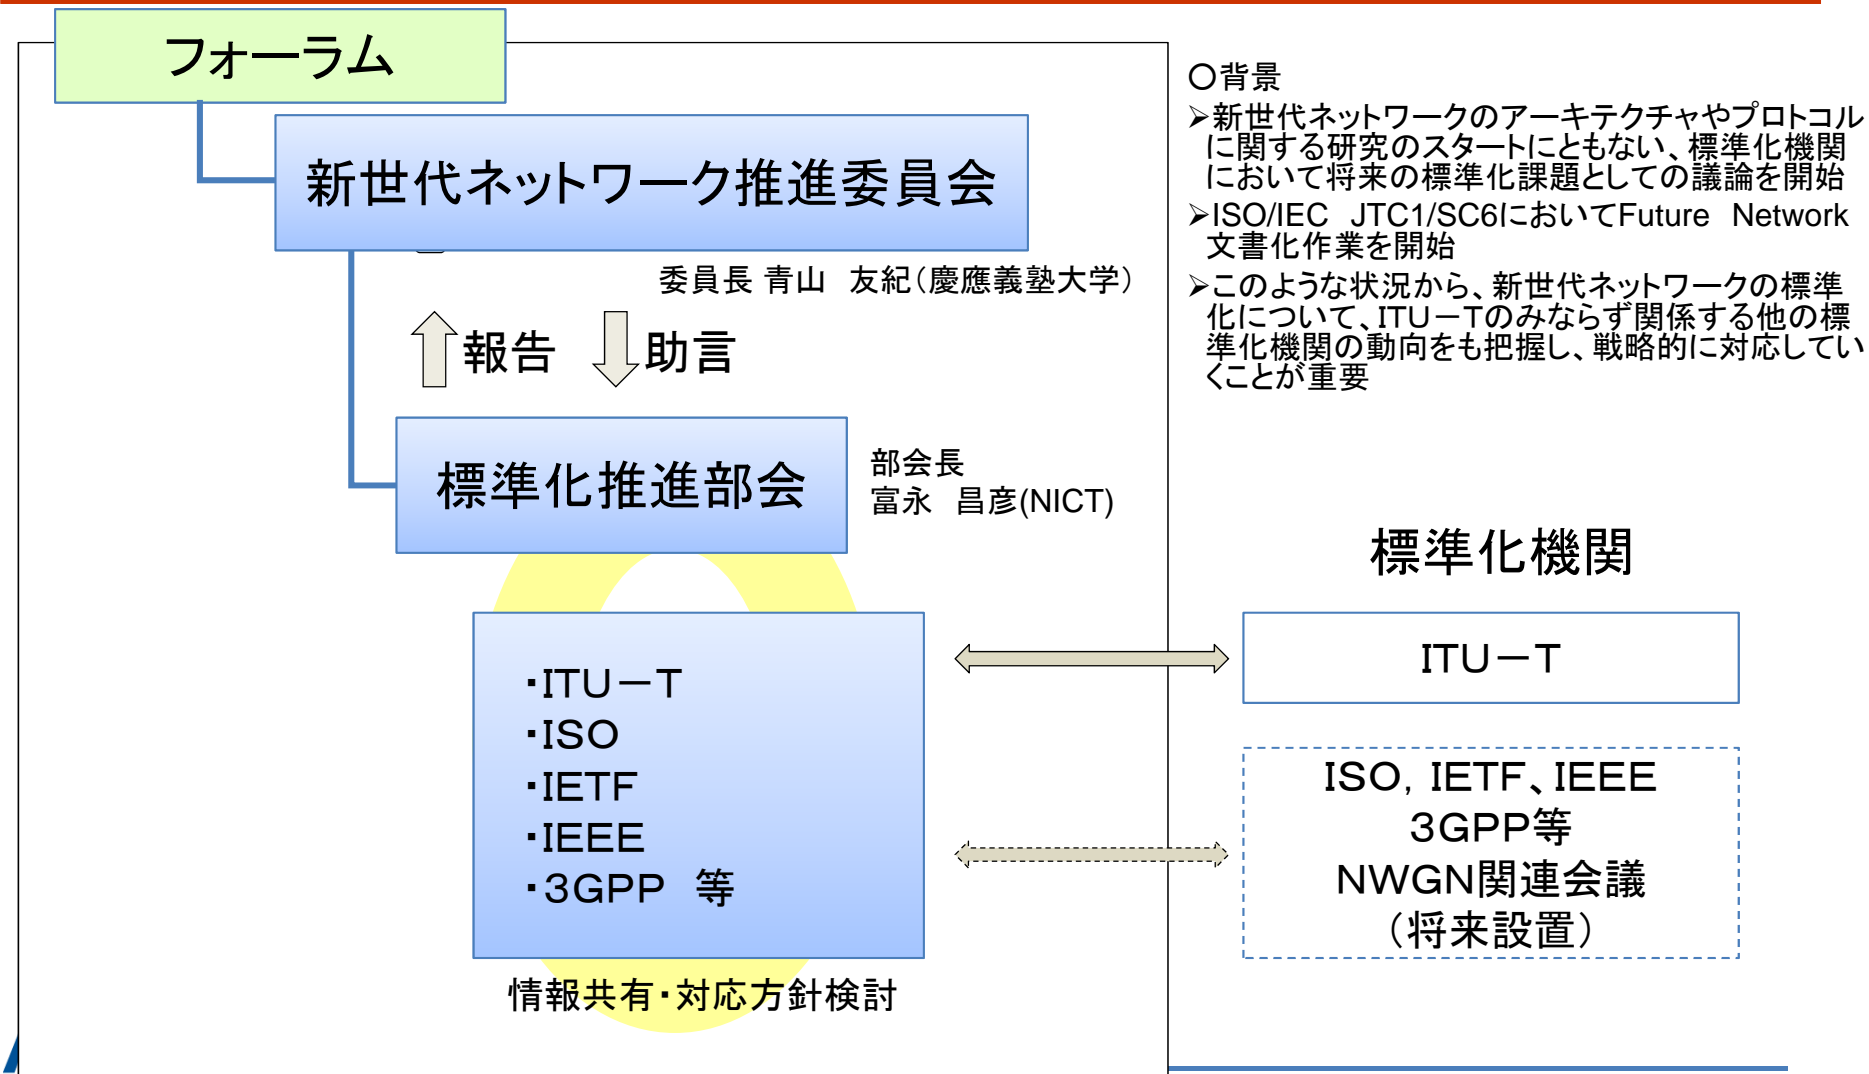 フォーラム
新世代ネットワーク推進委員会
委員長 青山　友紀（慶應義塾大学）
報告
助言
標準化推進部会
部会長
富永　昌彦(NICT)
・ITU－T
・ISO
・IETF
・IEEE
・3GPP　等
情報共有・対応方針検討
○背景
➢新世代ネットワークのアーキテクチャやプロトコル
に関する研究のスタートにともない、標準化機関
において将来の標準化課題としての議論を開始
➢ISO/IEC　JTC1/SC6においてFuture　Network
文書化作業を開始
➢このような状況から、新世代ネットワークの標準
化について、ITU－Tのみならず関係する他の標
準化機関の動向をも把握し、戦略的に対応してい
くことが重要
標準化機関
ITU－T
ISO，IETF、IEEE
3GPP等
NWGN関連会議
（将来設置）